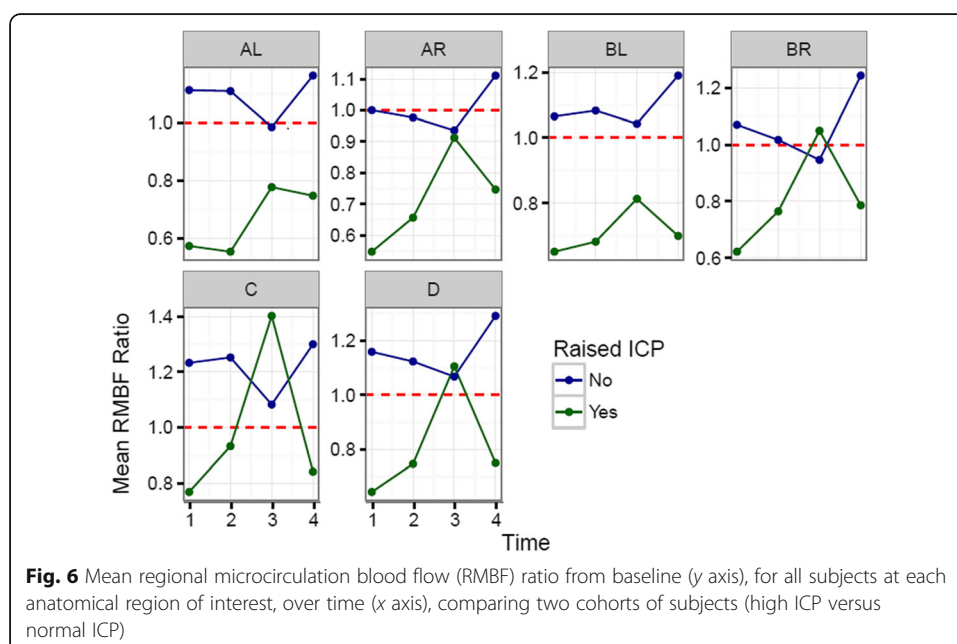 AL AR BL BR
1.0
0.8
0.6
1.1
1.0
0.9
0.8
0.7
0.6
1.2
1.0
0.8
1.2
1.0
0.8
0.6
C D
Mean RMBF Ratio
1.4
1.2
1.0
0.8
1.2
1.0
0.8
1 2 3 4 1 2 3 4
Time
Raised ICP
No
Yes
Fig. 6 Mean regional microcirculation blood flow (RMBF) ratio from baseline (y axis), for all subjects at each
anatomical region of interest, over time (x axis), comparing two cohorts of subjects (high ICP versus
normal ICP)